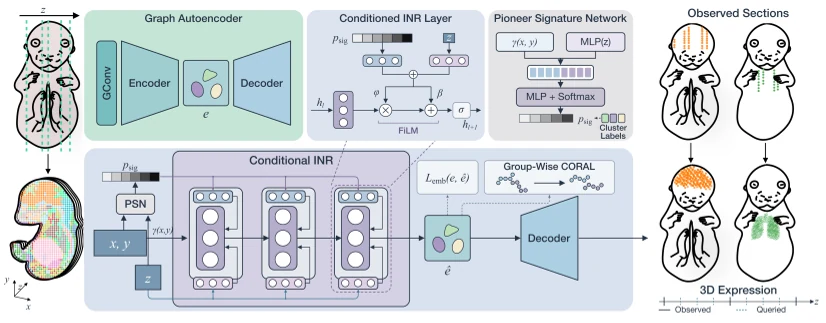 z
y
z
x
Graph Autoencoder
GConv
Encoder
e
Decoder
Conditioned INR Layer
p_sig
z
h_l
φ
β
σ
FiLM
h_{l+1}
Pioneer Signature Network
γ(x, y)
MLP(z)
MLP + Softmax
p_sig
Cluster
Labels
Conditional INR
p_sig
PSN
x, y
γ(x,y)
z
L_emb(e, ê)
Group-Wise CORAL
ê
Decoder
Observed Sections
3D Expression
z
Observed
Queried